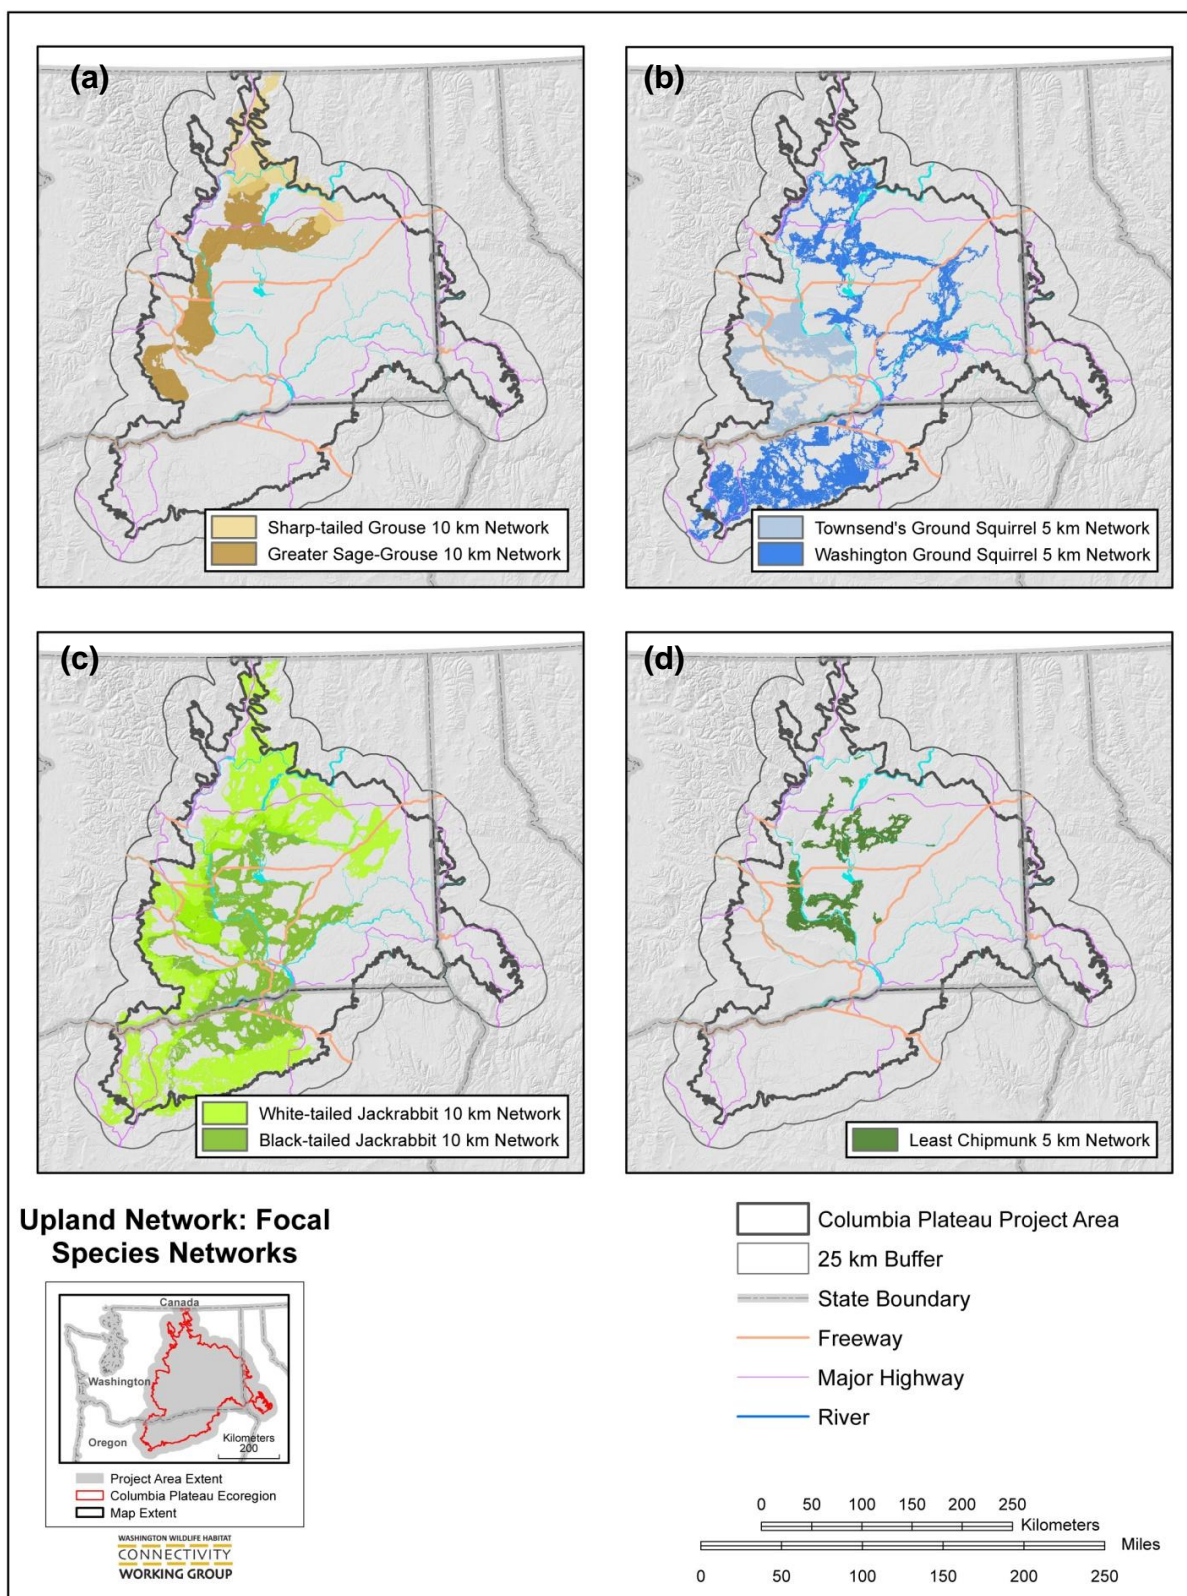 (a)
(b)
Sharp-tailed Grouse 10 km Network
Greater Sage-Grouse 10 km Network
Townsend's Ground Squirrel 5 km Network
Washington Ground Squirrel 5 km Network
(c)
(d)
White-tailed Jackrabbit 10 km Network
Black-tailed Jackrabbit 10 km Network
Least Chipmunk 5 km Network
Upland Network: Focal
Species Networks
Canada
Washington
Oregon
Kilometers
200
Project Area Extent
Columbia Plateau Ecoregion
Map Extent
WASHINGTON WILDLIFE HABITAT
CONNECTIVITY
WORKING GROUP
Columbia Plateau Project Area
25 km Buffer
State Boundary
Freeway
Major Highway
River
0 50 100 150 200 250
Kilometers
Miles
0 50 100 150 200 250